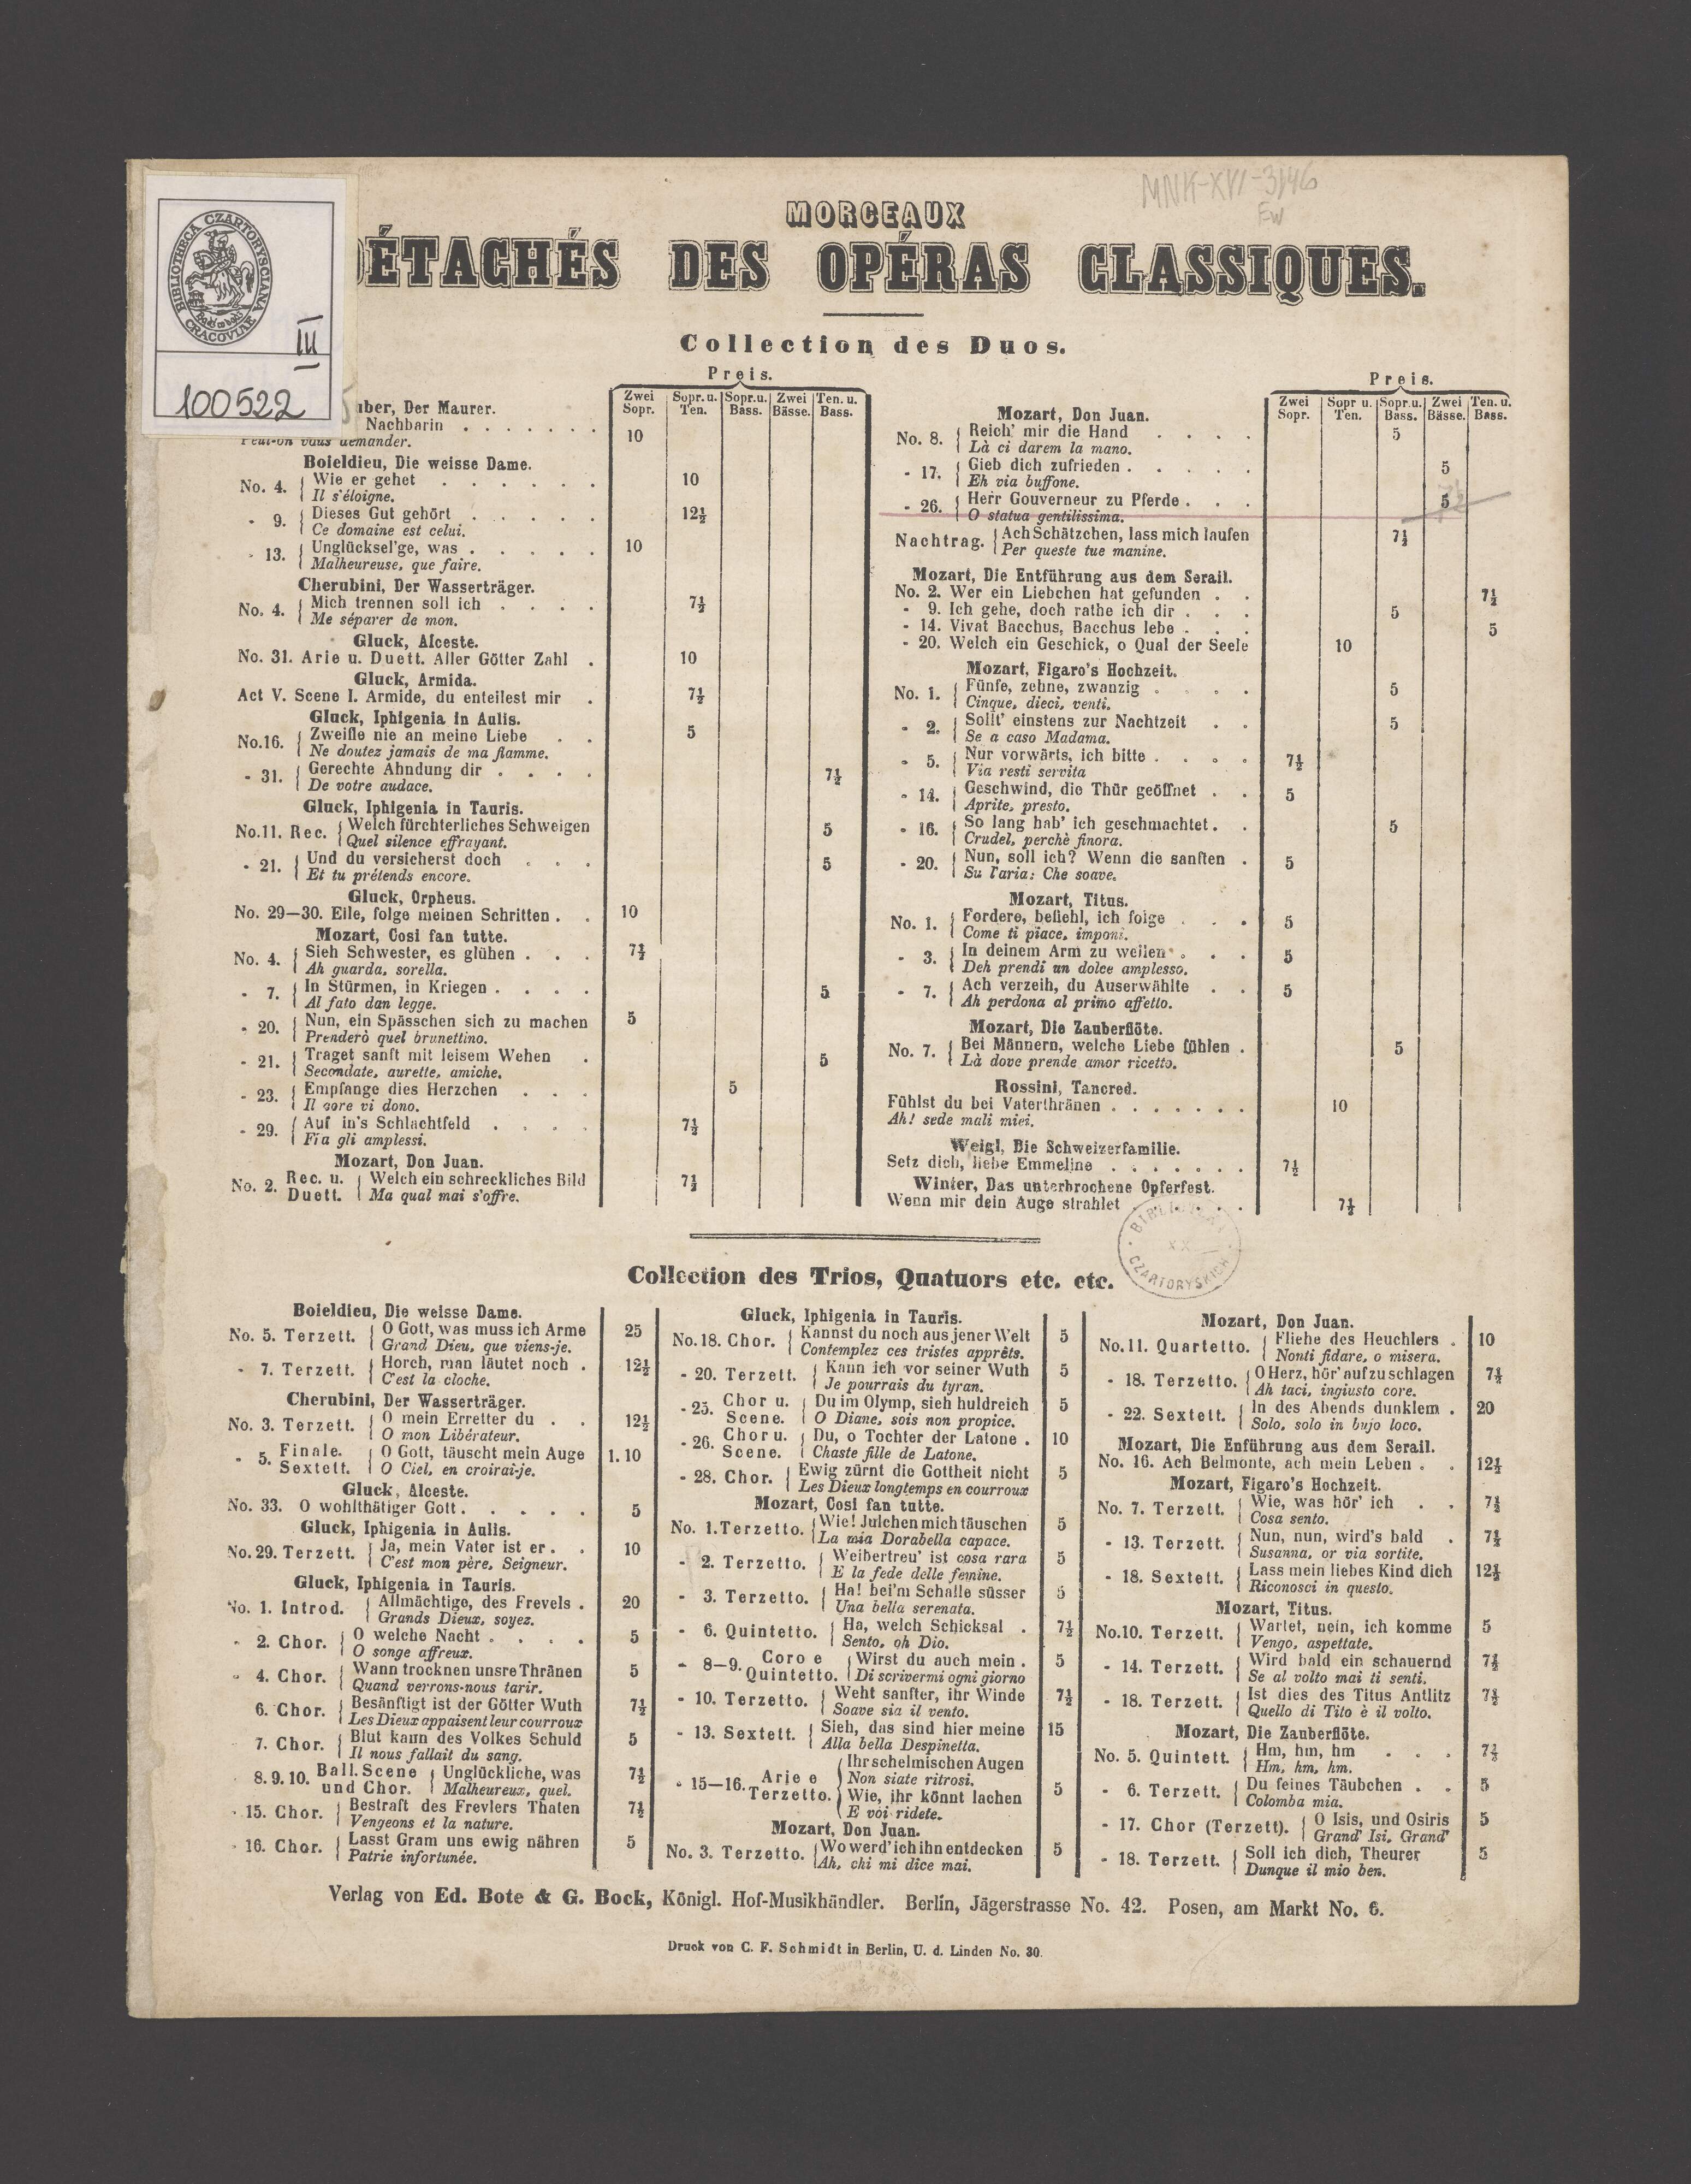 MNK-XVI-3146
Ew
MORCEAUX
DÉTACHÉS DES OPÉRAS CLASSIQUES.
BIBLIOTHECA CZARTORYSCIANA CRACOVIAE
III
100522
Collection des Duos.
Preis.
Zwei Sopr. Sopr. u. Ten. Sopr. u. Bass. Zwei Bässe. Ten. u. Bass.
uber, Der Maurer.
Nachbarin . . . . . . . 10
Peut-on vous demander.
Boieldieu, Die weisse Dame.
No. 4. Wie er gehet . . . . . . 10
Il s'éloigne.
- 9. Dieses Gut gehört . . . . . 12½
Ce domaine est celui.
- 13. Unglücksel'ge, was . . . . . 10
Malheureuse, que faire.
Cherubini, Der Wasserträger.
No. 4. Mich trennen soll ich . . . . 7½
Me séparer de mon.
Gluck, Alceste.
No. 31. Arie u. Duett. Aller Götter Zahl . 10
Gluck, Armida.
Act V. Scene I. Armide, du enteilest mir . 7½
Gluck, Iphigenia in Aulis.
No.16. Zweifle nie an meine Liebe . . 5
Ne doutez jamais de ma flamme.
- 31. Gerechte Ahndung dir . . . . 7½
De votre audace.
Gluck, Iphigenia in Tauris.
No.11. Rec. Welch fürchterliches Schweigen 5
Quel silence effrayant.
- 21. Und du versicherst doch . . . 5
Et tu prétends encore.
Gluck, Orpheus.
No. 29—30. Eile, folge meinen Schritten . . 10
Mozart, Cosi fan tutte.
No. 4. Sieh Schwester, es glühen . . . 7½
Ah guarda, sorella.
- 7. In Stürmen, in Kriegen . . . . 5
Al fato dan legge.
- 20. Nun, ein Spässchen sich zu machen 5
Prenderò quel brunettino.
- 21. Traget sanft mit leisem Wehen . 5
Secondate, aurette, amiche.
- 23. Empfange dies Herzchen . . . 5
Il core vi dono.
- 29. Auf in's Schlachtfeld . . . . 7½
Fia gli amplessi.
Mozart, Don Juan.
No. 2. Rec. u. Duett. Welch ein schreckliches Bild 7½
Ma qual mai s'offre.
Preis.
Zwei Sopr. Sopr u. Ten. Sopr. u. Bass. Zwei Bässe. Ten. u. Bass.
Mozart, Don Juan.
No. 8. Reich' mir die Hand . . . . 5
Là ci darem la mano.
- 17. Gieb dich zufrieden . . . . . 5
Eh via buffone.
- 26. Herr Gouverneur zu Pferde . . . 5
7½
O statua gentilissima.
Nachtrag. Ach Schätzchen, lass mich laufen 7½
Per queste tue manine.
Mozart, Die Entführung aus dem Serail.
No. 2. Wer ein Liebchen hat gefunden . . 7½
- 9. Ich gehe, doch rathe ich dir . . . 5
- 14. Vivat Bacchus, Bacchus lebe . . . 5
- 20. Welch ein Geschick, o Qual der Seele 10
Mozart, Figaro's Hochzeit.
No. 1. Fünfe, zehne, zwanzig . . . . 5
Cinque, dieci, venti.
- 2. Sollt' einstens zur Nachtzeit . . 5
Se a caso Madama.
- 5. Nur vorwärts, ich bitte . . . . 7½
Via resti servita
- 14. Geschwind, die Thür geöffnet . . 5
Aprite, presto.
- 16. So lang hab' ich geschmachtet . . 5
Crudel, perchè finora.
- 20. Nun, soll ich? Wenn die sanften . 5
Su l'aria: Che soave.
Mozart, Titus.
No. 1. Fordere, befiehl, ich folge . . . 5
Come ti piace, imponi.
- 3. In deinem Arm zu weilen . . . 5
Deh prendi un dolce amplesso.
- 7. Ach verzeih, du Auserwählte . . 5
Ah perdona al primo affetto.
Mozart, Die Zauberflöte.
No. 7. Bei Männern, welche Liebe fühlen . 5
Là dove prende amor ricetto.
Rossini, Tancred.
Fühlst du bei Vaterthränen . . . . . . . 10
Ah! sede mali miei.
Weigl, Die Schweizerfamilie.
Setz dich, liebe Emmeline . . . . . . . 7½
Winter, Das unterbrochene Opferfest.
Wenn mir dein Auge strahlet . . . . . . 7½
CZARTORYSKICH
Collection des Trios, Quatuors etc. etc.
Boieldieu, Die weisse Dame.
No. 5. Terzett. O Gott, was muss ich Arme 25
Grand Dieu, que viens-je.
- 7. Terzett. Horch, man läutet noch . 12½
C'est la cloche.
Cherubini, Der Wasserträger.
No. 3. Terzett. O mein Erretter du . . 12½
O mon Libérateur.
- 5. Finale. Sextett. O Gott, täuscht mein Auge 1. 10
O Ciel, en croirai-je.
Gluck, Alceste.
No. 33. O wohlthätiger Gott . . . . . 5
Gluck, Iphigenia in Aulis.
No. 29. Terzett. Ja, mein Vater ist er . . 10
C'est mon père, Seigneur.
Gluck, Iphigenia in Tauris.
No. 1. Introd. Allmächtige, des Frevels . 20
Grands Dieux, soyez.
- 2. Chor. O welche Nacht . . . . 5
O songe affreux.
- 4. Chor. Wann trocknen unsre Thränen 5
Quand verrons-nous tarir.
6. Chor. Besänftigt ist der Götter Wuth 7½
Les Dieux appaisent leur courroux
7. Chor. Blut kann des Volkes Schuld 5
Il nous fallait du sang.
8. 9. 10. Ball. Scene und Chor. Unglückliche, was 7½
Malheureux, quel.
- 15. Chor. Bestraft des Frevlers Thaten 7½
Vengeons et la nature.
- 16. Chor. Lasst Gram uns ewig nähren 5
Patrie infortunée.
Gluck, Iphigenia in Tauris.
No. 18. Chor. Kannst du noch aus jener Welt 5
Contemplez ces tristes apprêts.
- 20. Terzett. Kann ich vor seiner Wuth 5
Je pourrais du tyran.
- 25. Chor u. Scene. Du im Olymp, sieh huldreich 5
O Diane, sois non propice.
- 26. Chor u. Scene. Du, o Tochter der Latone . 10
Chaste fille de Latone.
- 28. Chor. Ewig zürnt die Gottheit nicht 5
Les Dieux longtemps en courroux
Mozart, Cosi fan tutte.
No. 1. Terzetto. Wie! Julchen mich täuschen 5
La mia Dorabella capace.
- 2. Terzetto. Weibertreu' ist cosa rara 5
E la fede delle femine.
- 3. Terzetto. Ha! bei'm Schalle süsser 5
Una bella serenata.
- 6. Quintetto. Ha, welch Schicksal . 7½
Sento, oh Dio.
- 8—9. Coro e Quintetto. Wirst du auch mein . 5
Di scrivermi ogni giorno
- 10. Terzetto. Weht sanfter, ihr Winde 7½
Soave sia il vento.
- 13. Sextett. Sieh, das sind hier meine 15
Alla bella Despinetta.
- 15—16. Arie e Terzetto. Ihr schelmischen Augen
Non siate ritrosi.
Wie, ihr könnt lachen 5
E voi ridete.
Mozart, Don Juan.
No. 3. Terzetto. Wo werd' ich ihn entdecken 5
Ah, chi mi dice mai.
Mozart, Don Juan.
No. 11. Quartetto. Fliehe des Heuchlers . 10
Nonti fidare, o misera.
- 18. Terzetto. O Herz, hör' auf zu schlagen 7½
Ah taci, ingiusto core.
- 22. Sextett. In des Abends dunklem . 20
Solo, solo in bujo loco.
Mozart, Die Enführung aus dem Serail.
No. 16. Ach Belmonte, ach mein Leben . . 12½
Mozart, Figaro's Hochzeit.
No. 7. Terzett. Wie, was hör' ich . . 7½
Cosa sento.
- 13. Terzett. Nun, nun, wird's bald . 7½
Susanna, or via sortite.
- 18. Sextett. Lass mein liebes Kind dich 12½
Riconosci in questo.
Mozart, Titus.
No. 10. Terzett. Wartet, nein, ich komme 5
Vengo, aspettate.
- 14. Terzett. Wird bald ein schauernd 7½
Se al volto mai ti senti.
- 18. Terzett. Ist dies des Titus Antlitz 7½
Quello di Tito è il volto.
Mozart, Die Zauberflöte.
No. 5. Quintett. Hm, hm, hm . . . 7½
Hm, hm, hm.
- 6. Terzett. Du feines Täubchen . . 5
Colomba mia.
- 17. Chor (Terzett). O Isis, und Osiris 5
Grand' Isi, Grand'
- 18. Terzett. Soll ich dich, Theurer 5
Dunque il mio ben.
Verlag von Ed. Bote & G. Bock, Königl. Hof-Musikhändler. Berlin, Jägerstrasse No. 42. Posen, am Markt No. 6.
Druck von C. F. Schmidt in Berlin, U. d. Linden No. 30.